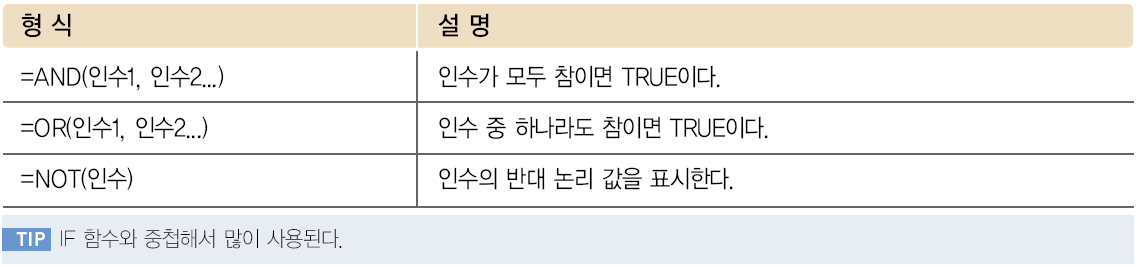 형 식 설 명
=AND(인수1, 인수2...) 인수가 모두 참이면 TRUE이다.
=OR(인수1, 인수2...) 인수 중 하나라도 참이면 TRUE이다.
=NOT(인수) 인수의 반대 논리 값을 표시한다.
TIP IF 함수와 중첩해서 많이 사용된다.